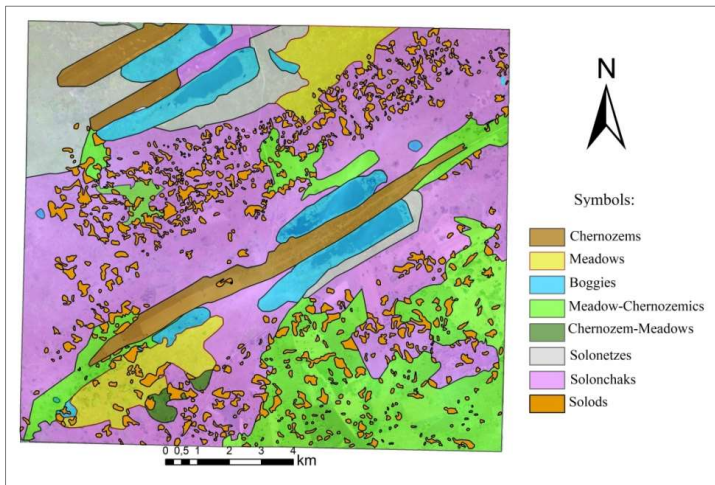 N
Symbols:
Chernozems
Meadows
Boggies
Meadow-Chernozemics
Chernozem-Meadows
Solonetzes
Solonchaks
Solods
0 0,5 1 2 3 4
km